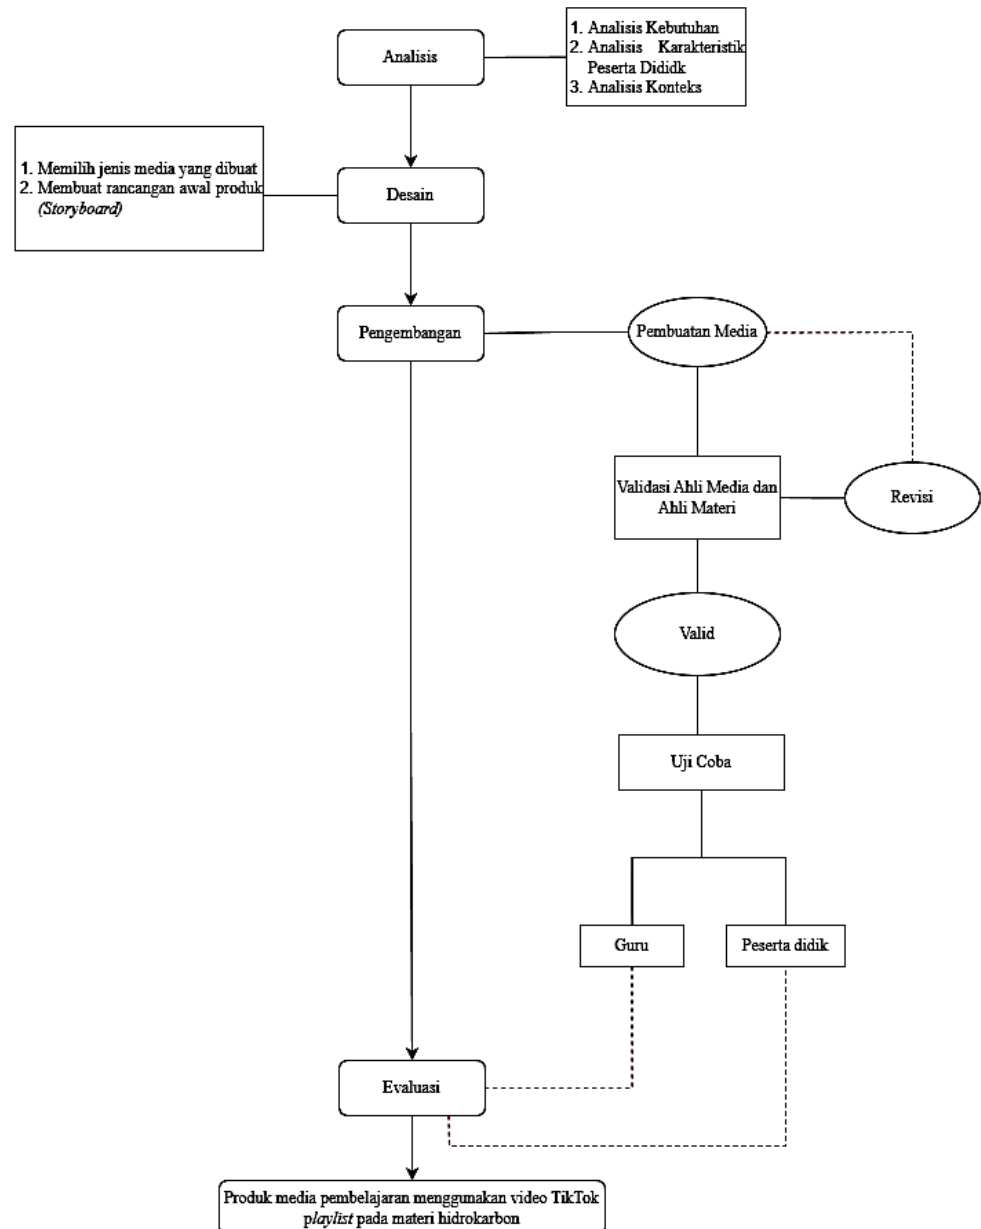 Analisis
1. Analisis Kebutuhan
2. Analisis Karakteristik
Peserta Dididk
3. Analisis Konteks
1. Memilih jenis media yang dibuat
2. Membuat rancangan awal produk
(Storyboard)
Desain
Pengembangan
Pembuatan Media
Validasi Ahli Media dan
Ahli Materi
Revisi
Valid
Uji Coba
Guru
Peserta didik
Evaluasi
Produk media pembelajaran menggunakan video TikTok
playlist pada materi hidrokarbon